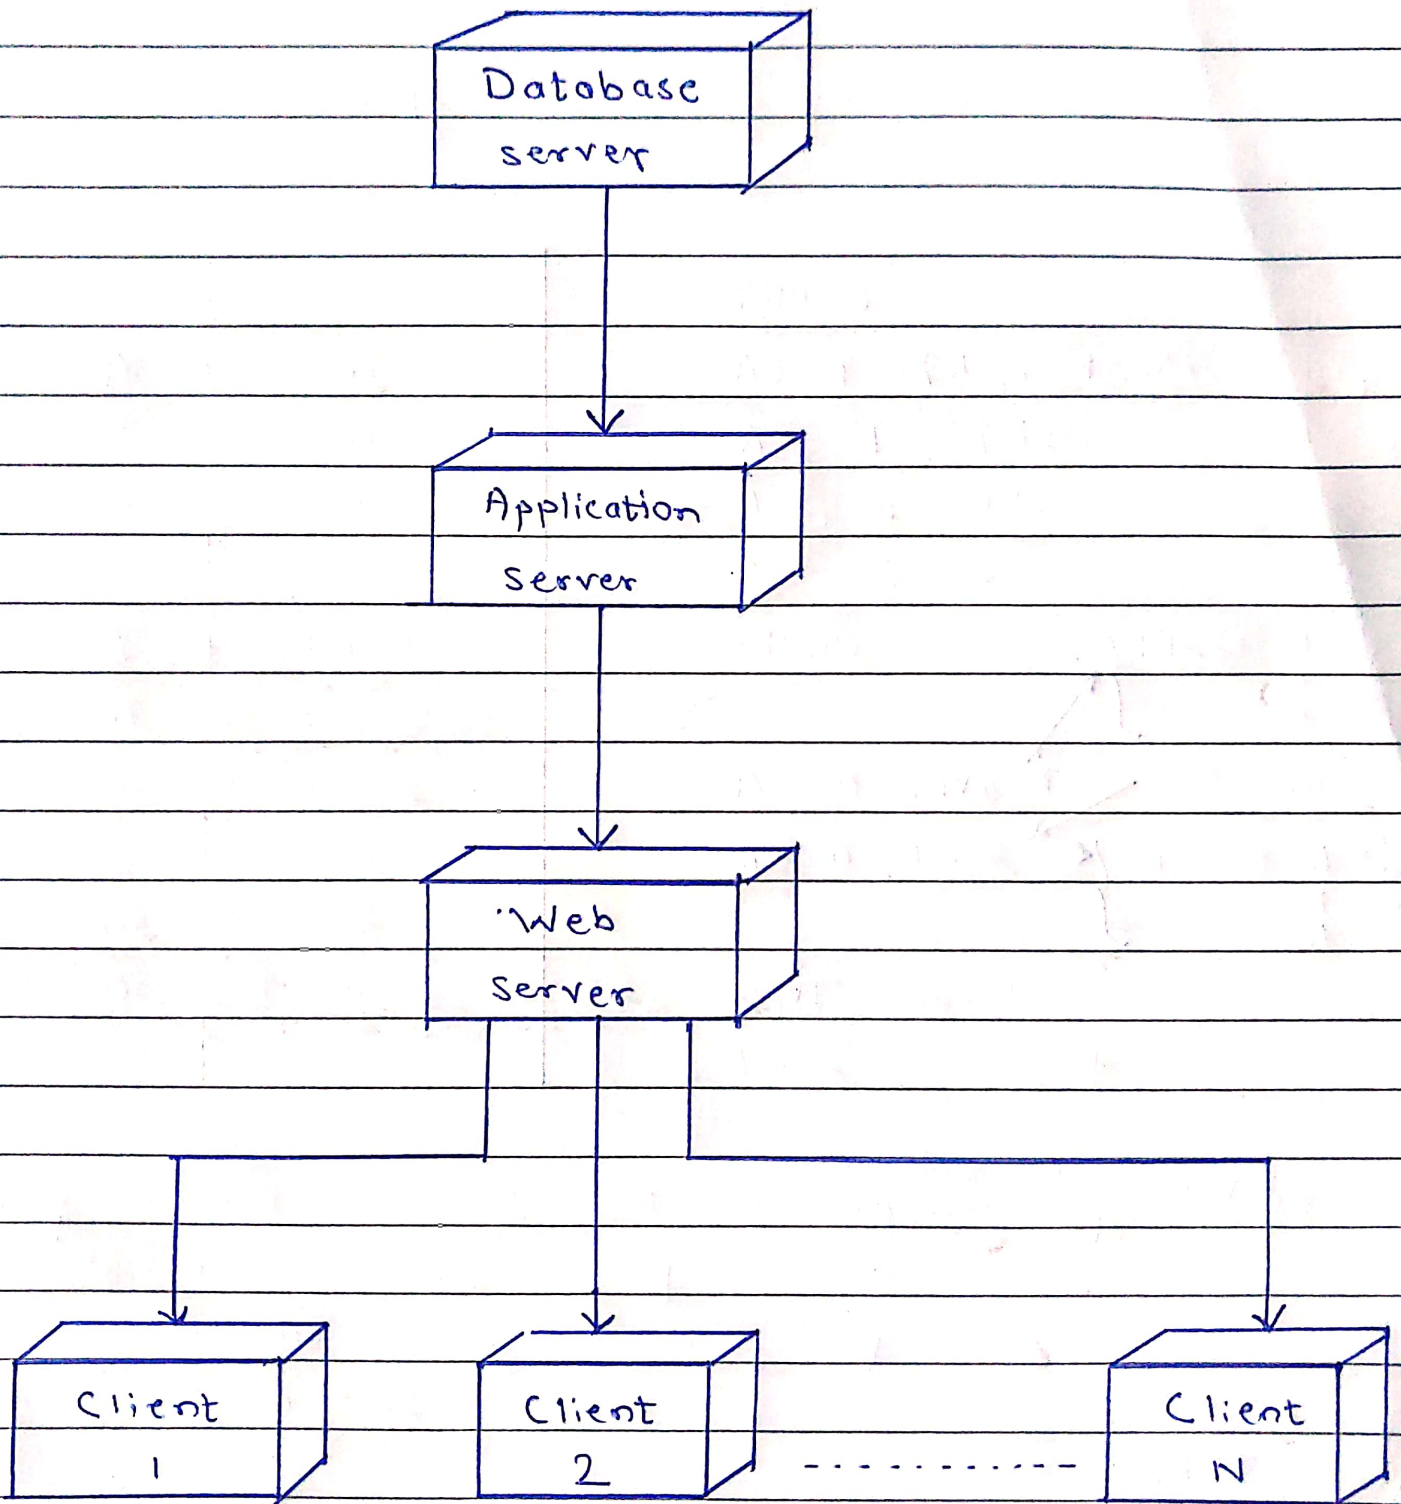 Database
server
Application
server
Web
server
Client
1
Client
2
Client
N